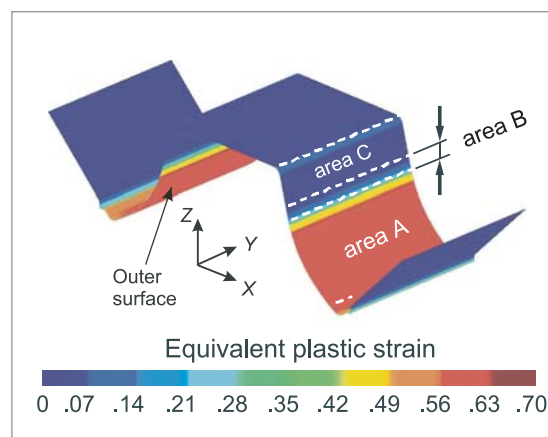 area B
area C
area A
Z
Y
X
Outer
surface
Equivalent plastic strain
0 .07 .14 .21 .28 .35 .42 .49 .56 .63 .70